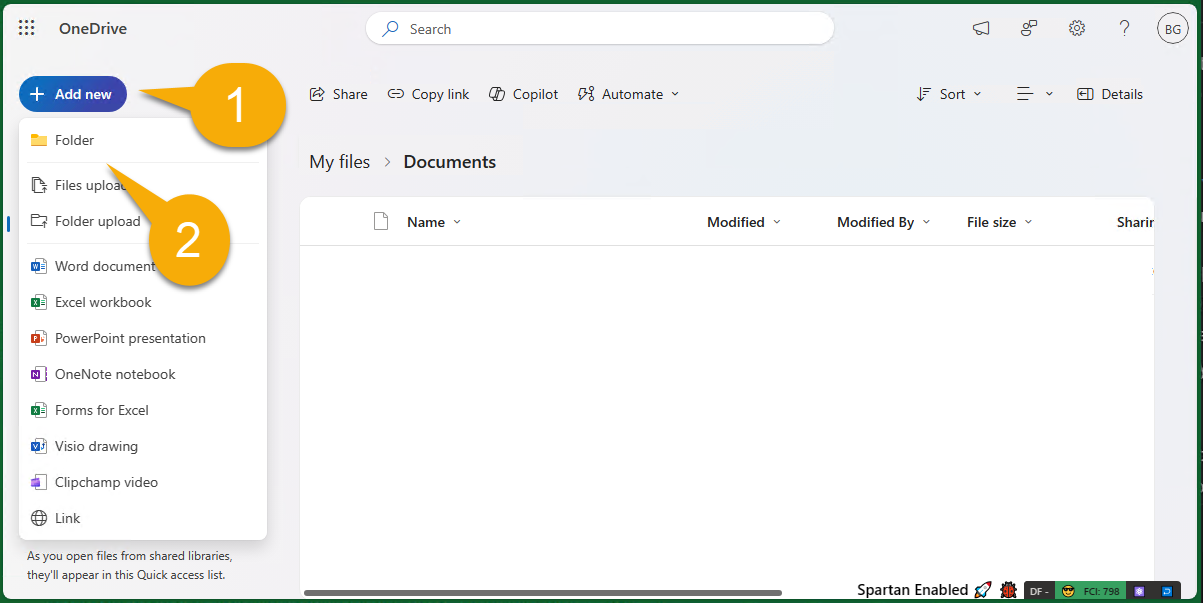 OneDrive
Search
BG
Add new
1
Share
Copy link
Copilot
Automate
Sort
Details
Folder
My files > Documents
Files upload
2
Folder upload
Name
Modified
Modified By
File size
Sharin
Word document
Excel workbook
PowerPoint presentation
OneNote notebook
Forms for Excel
Visio drawing
Clipchamp video
Link
As you open files from shared libraries,
they'll appear in this Quick access list.
Spartan Enabled
DF -
FCI: 798